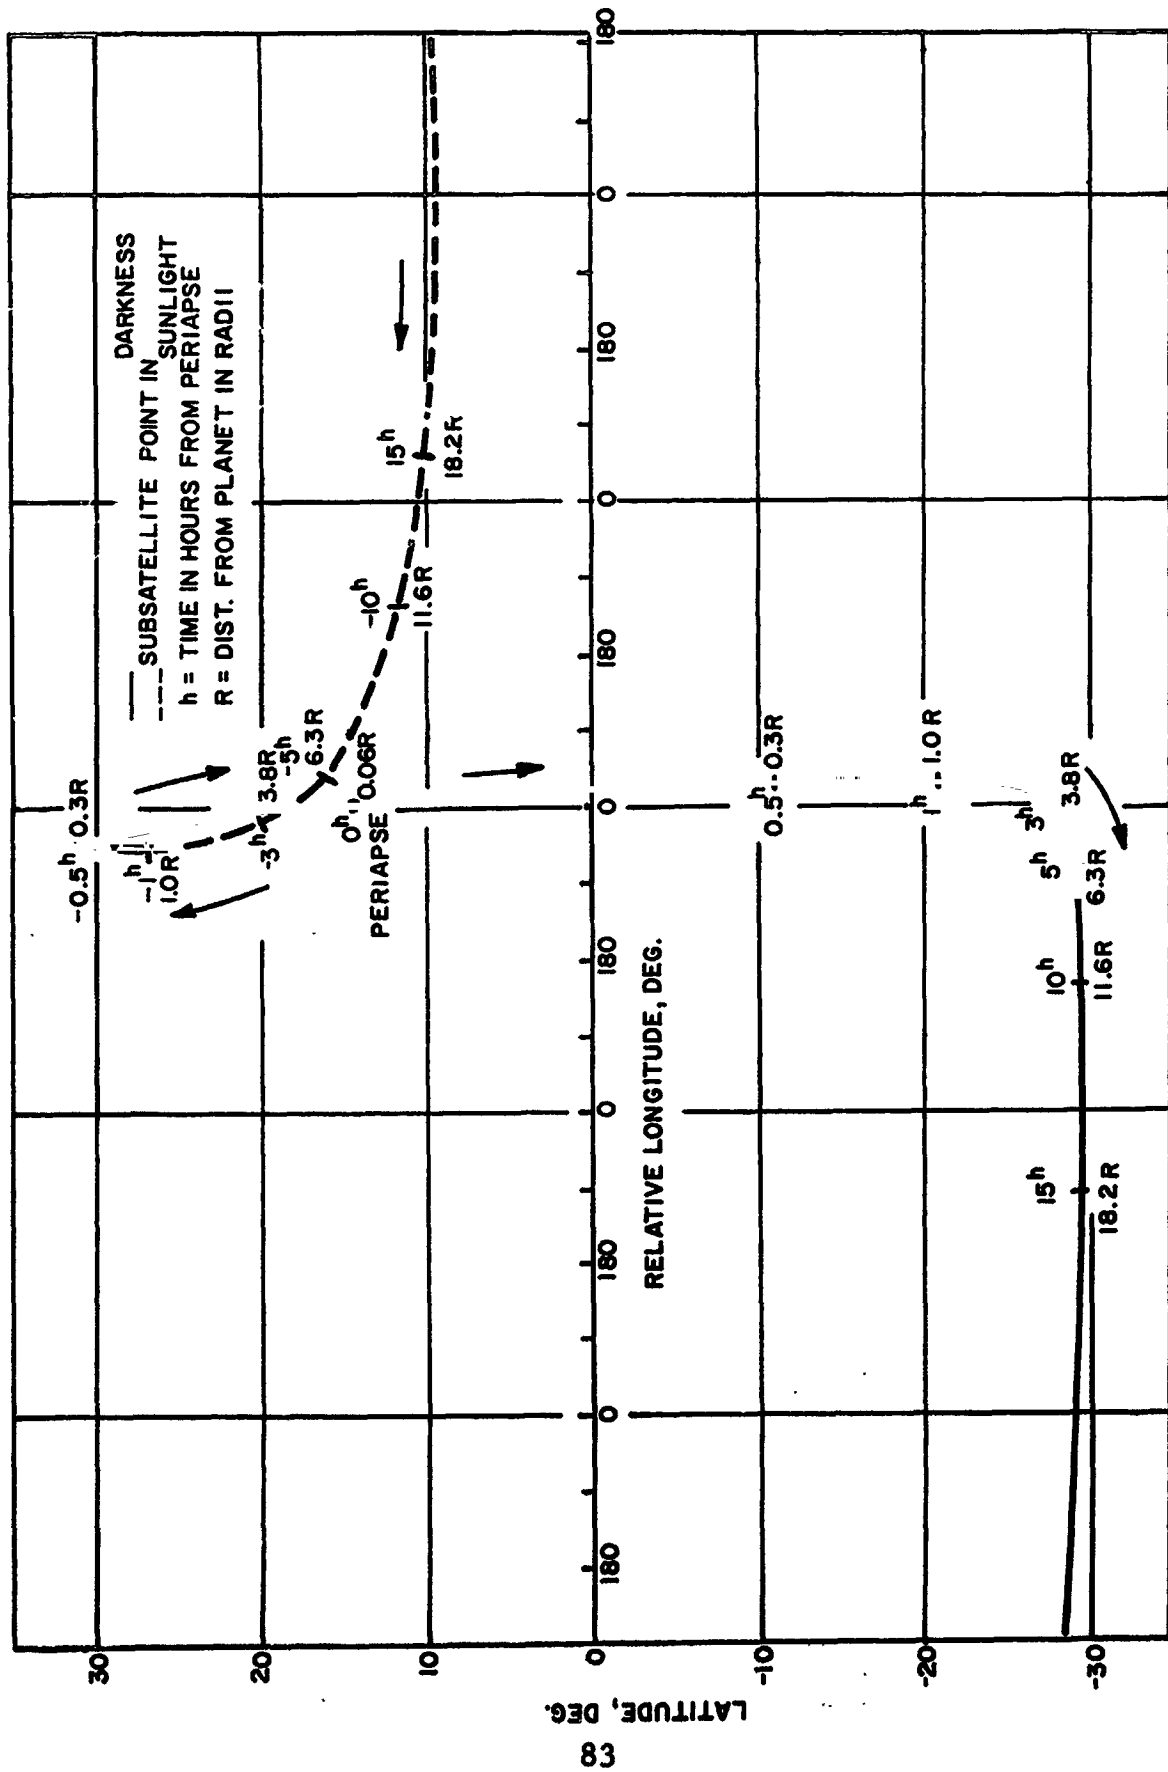 DARKNESS
SUBSATELLITE POINT IN
SUNLIGHT
h = TIME IN HOURS FROM PERIAPSE
R = DIST. FROM PLANET IN RADII
-0.5h 0.3R
-1h
1.0R
-3h 3.8R
-5h
6.3R
0h 0.06R
PERIAPSE
-10h
11.6R
15h
18.2R
30
20
10
0
-10
-20
-30
LATITUDE, DEG.
180
0
180
0
180
0
180
0
180
0
180
RELATIVE LONGITUDE, DEG.
0.5h 0.3R
1h 1.0R
3h 3.8R
5h
6.3R
10h
11.6R
15h
18.2R
83